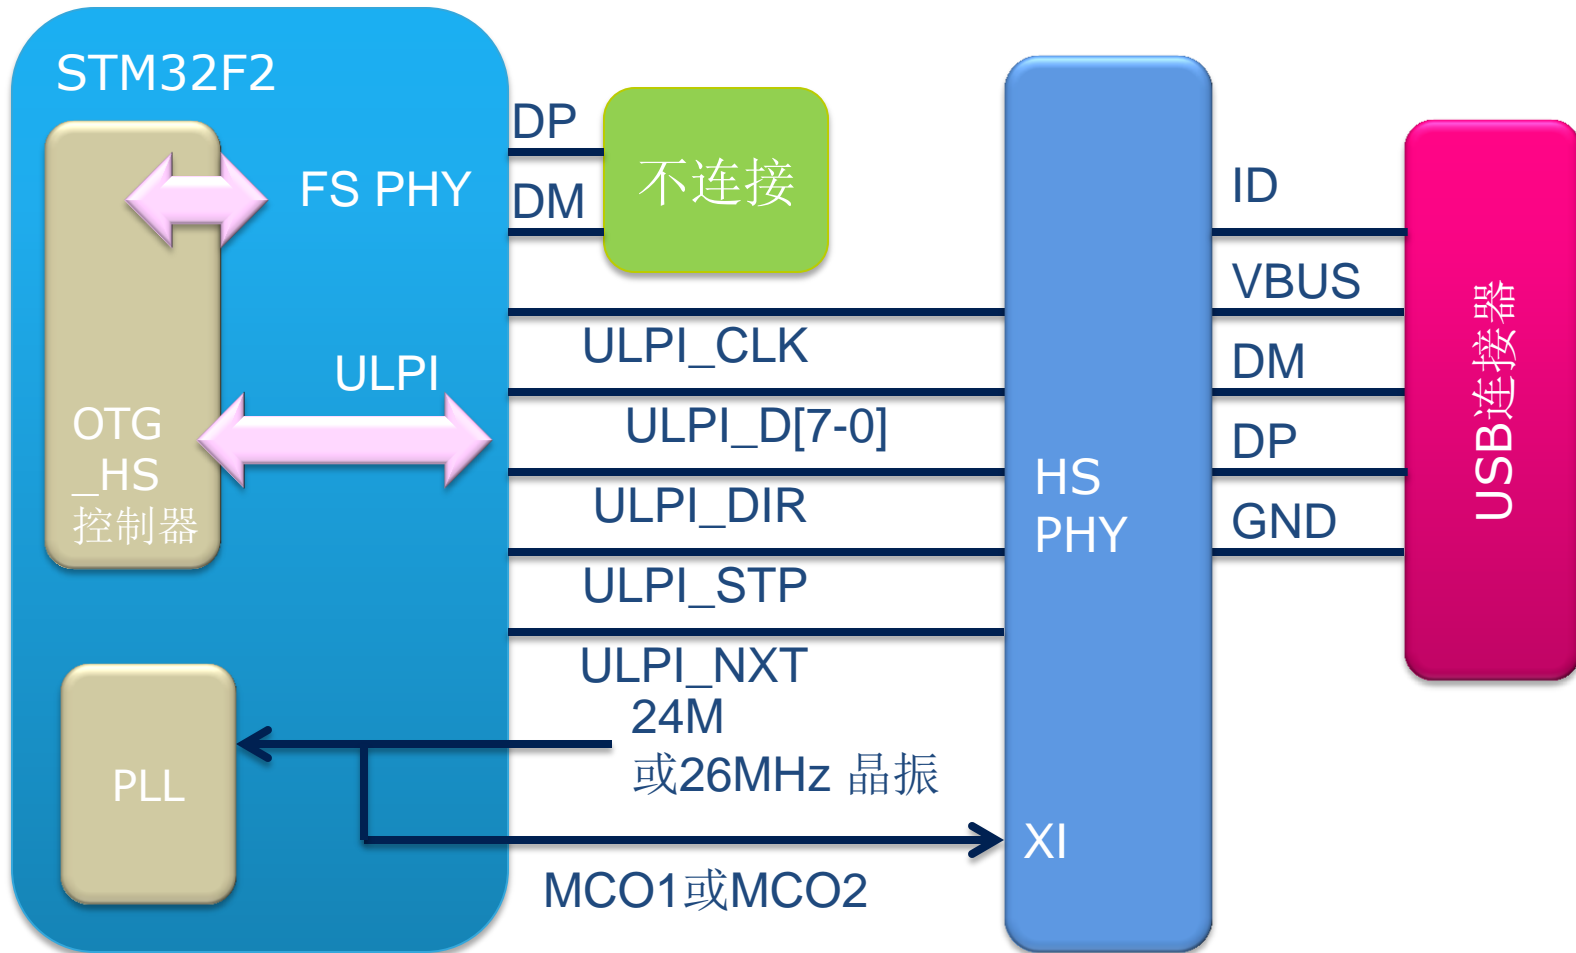 STM32F2
FS PHY
DP
DM
不连接
ULPI
OTG
_HS
控制器
ULPI_CLK
ULPI_D[7-0]
ULPI_DIR
ULPI_STP
ULPI_NXT
24M
或26MHz 晶振
PLL
MCO1或MCO2
HS
PHY
XI
ID
VBUS
DM
DP
GND
USB连接器